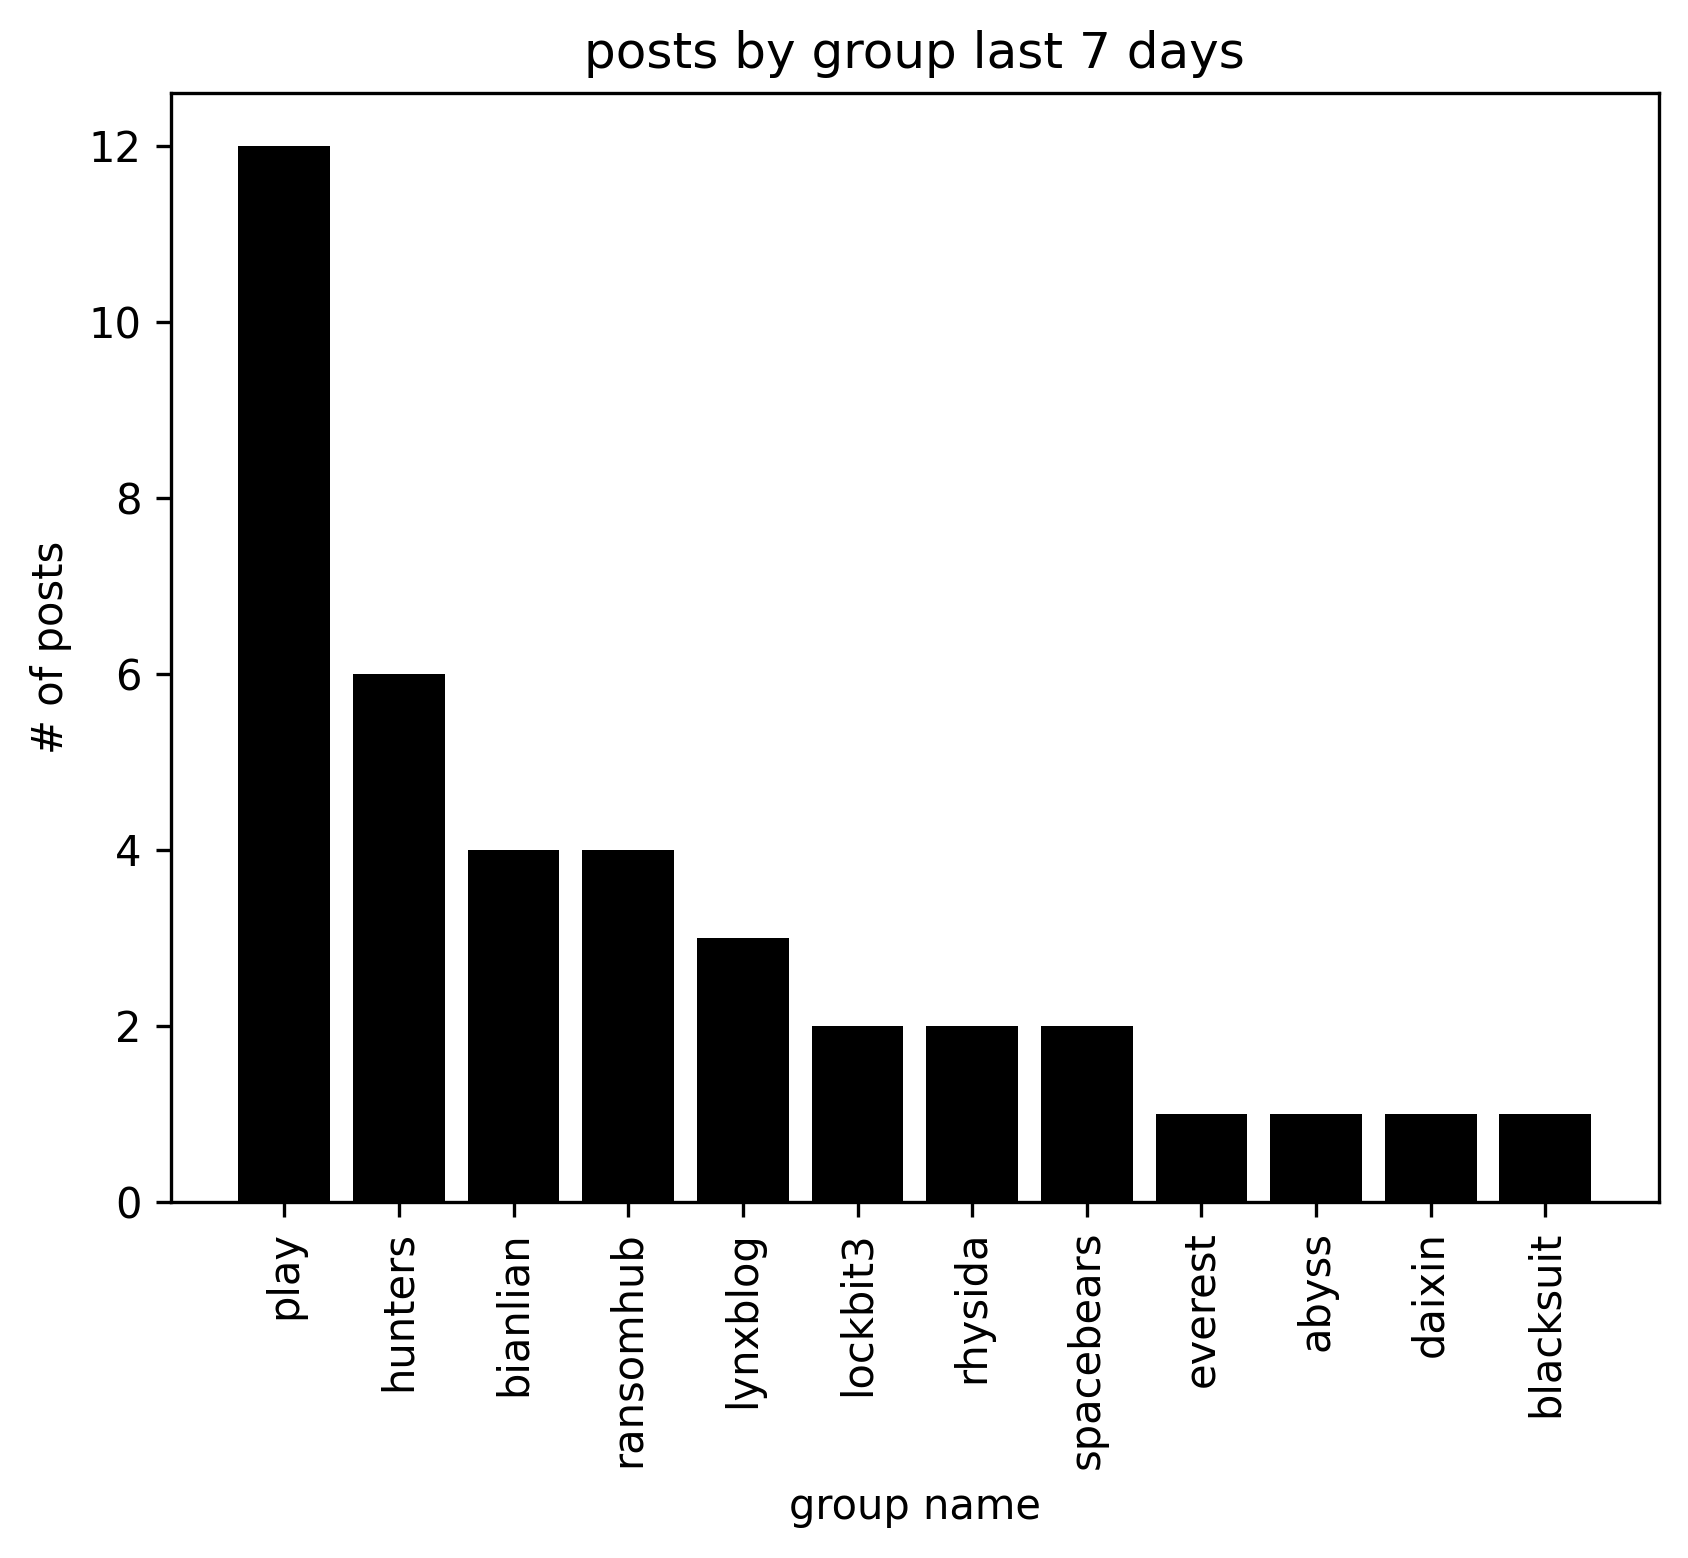 posts by group last 7 days
12
10
8
6
4
2
0
# of posts
play
hunters
bianlian
ransomhub
lynxblog
lockbit3
rhysida
spacebears
everest
abyss
daixin
blacksuit
group name